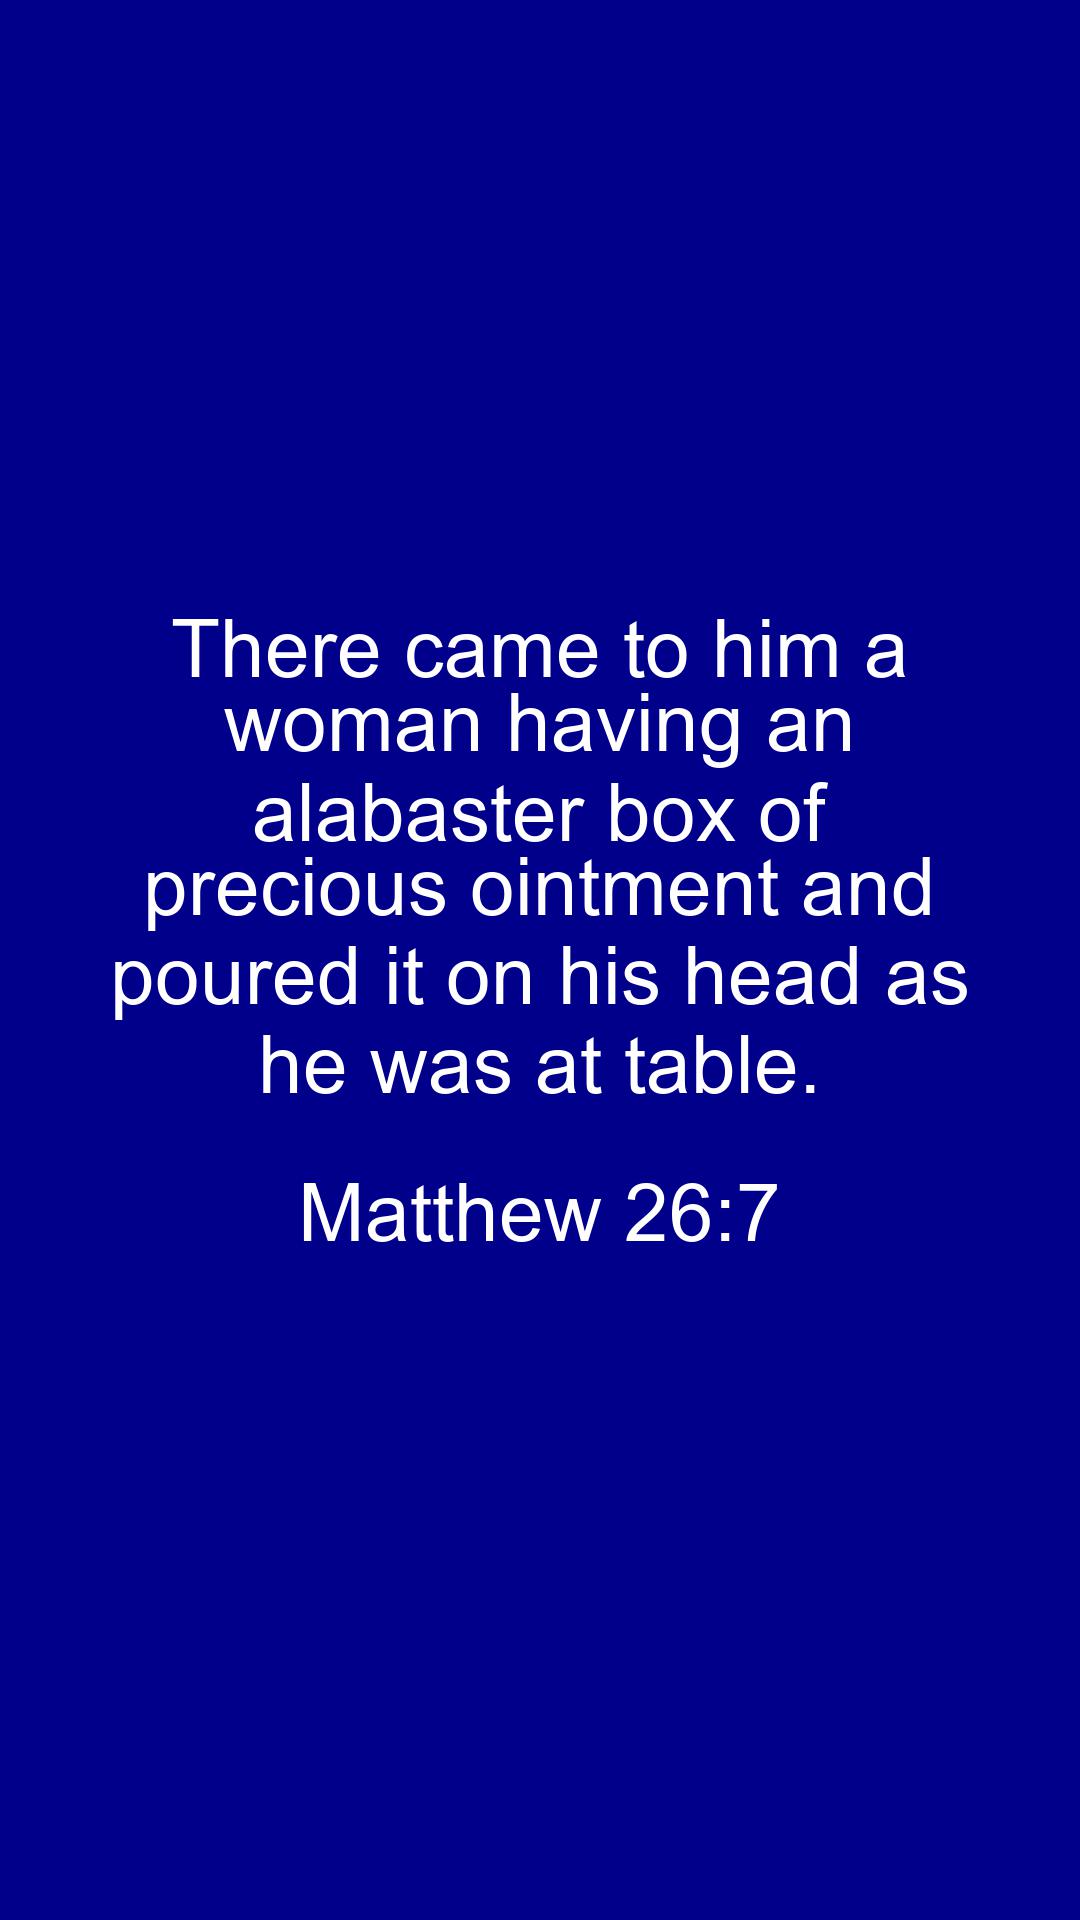 There came to him a
woman having an
alabaster box of
precious ointment and
poured it on his head as
he was at table.
Matthew 26:7